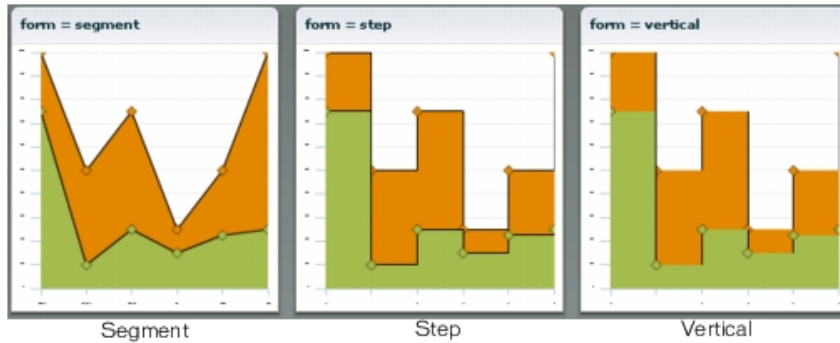 form = segment
form = step
form = vertical
Segment
Step
Vertical